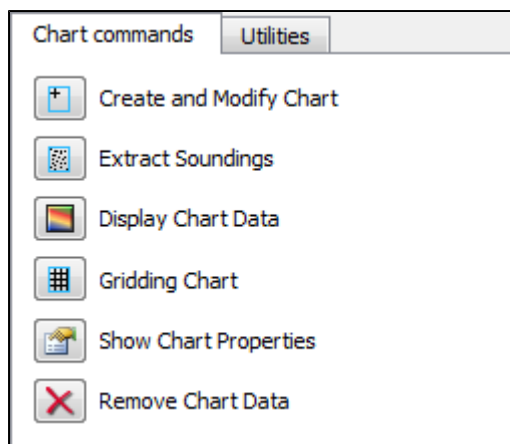 Chart commands Utilities
Create and Modify Chart
Extract Soundings
Display Chart Data
Gridding Chart
Show Chart Properties
Remove Chart Data